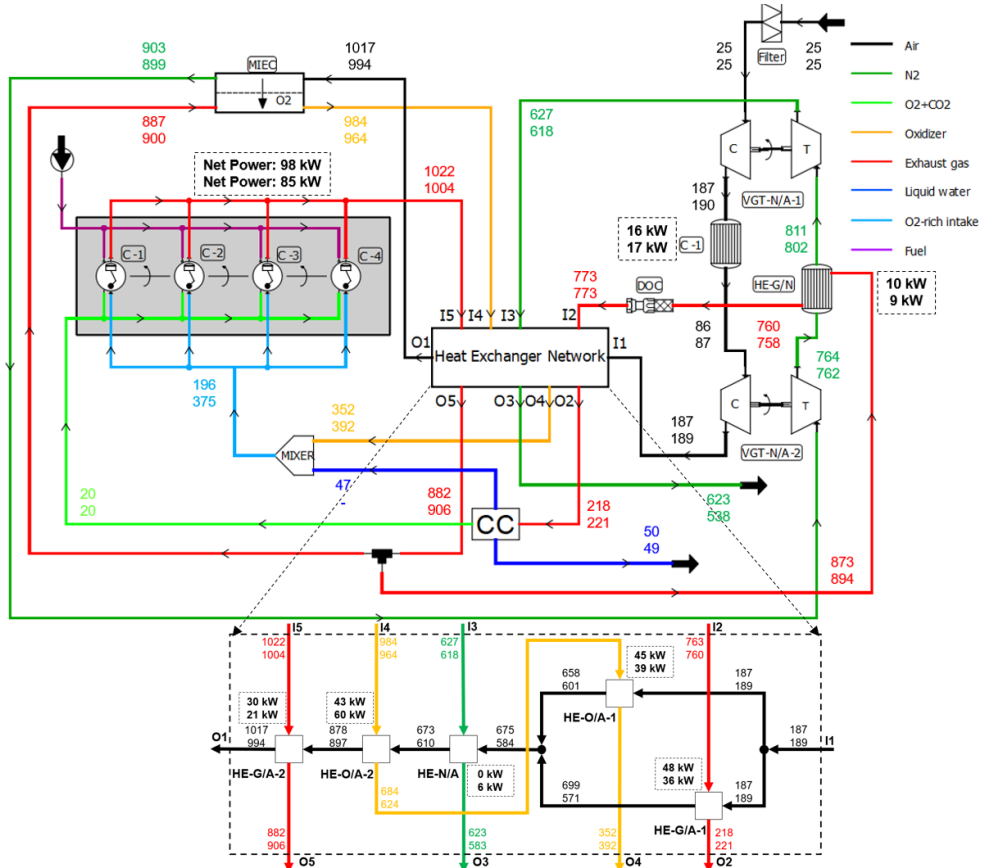 903
899
MIEC
O2
1017
994
25
25
Filter
25
25
Air
N2
O2+CO2
Oxidizer
Exhaust gas
Liquid water
O2-rich intake
Fuel
887
900
984
964
627
618
C
T
VGT-N/A-1
Net Power: 98 kW
Net Power: 85 kW
1022
1004
187
190
16 kW
17 kW
C -1
811
802
C -1
C -2
C -3
C -4
773
773
DOC
HE-G/N
10 kW
9 kW
I5
I4
I3
I2
O1
Heat Exchanger Network
I1
86
87
760
758
764
762
O5
O3
O4
O2
196
375
352
392
187
189
C
T
VGT-N/A-2
MIXER
47
-
882
906
218
221
623
538
20
20
CC
50
49
873
894
I5
I4
I3
I2
1022
1004
984
964
627
618
763
760
45 kW
39 kW
658
601
187
189
HE-O/A-1
30 kW
21 kW
43 kW
60 kW
O1
1017
994
878
897
673
610
675
584
187
189
I1
HE-G/A-2
HE-O/A-2
HE-N/A
0 kW
6 kW
48 kW
36 kW
684
624
699
571
187
189
HE-G/A-1
882
906
623
583
352
392
218
221
O5
O3
O4
O2